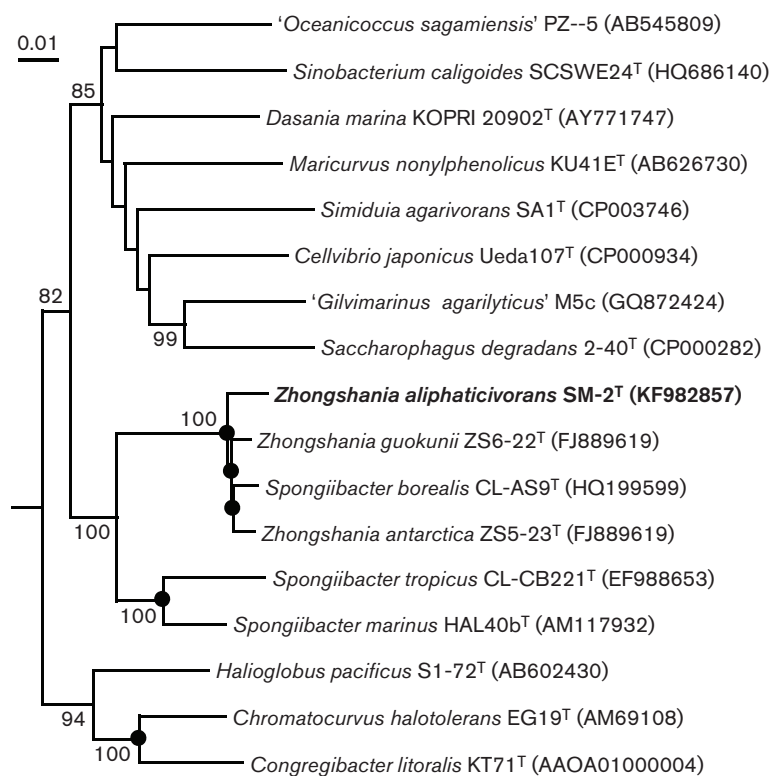 'Oceanicoccus sagamiensis' PZ--5 (AB545809)
0.01
Sinobacterium caligoides SCSWE24ᵀ (HQ686140)
85
Dasania marina KOPRI 20902ᵀ (AY771747)
Maricurvus nonylphenolicus KU41Eᵀ (AB626730)
Simiduia agarivorans SA1ᵀ (CP003746)
Cellvibrio japonicus Ueda107ᵀ (CP000934)
82
'Gilvimarinus agarilyticus' M5c (GQ872424)
99
Saccharophagus degradans 2-40ᵀ (CP000282)
Zhongshania aliphaticivorans SM-2ᵀ (KF982857)
100
Zhongshania guokunii ZS6-22ᵀ (FJ889619)
Spongiibacter borealis CL-AS9ᵀ (HQ199599)
100
Zhongshania antarctica ZS5-23ᵀ (FJ889619)
Spongiibacter tropicus CL-CB221ᵀ (EF988653)
100
Spongiibacter marinus HAL40bᵀ (AM117932)
Halioglobus pacificus S1-72ᵀ (AB602430)
94
Chromatocurvus halotolerans EG19ᵀ (AM69108)
100
Congregibacter litoralis KT71ᵀ (AAOA01000004)